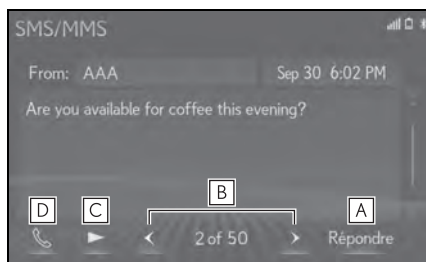 SMS/MMS
From: AAA Sep 30 6:02 PM
Are you available for coffee this evening?
B
D C A
2 of 50 Répondre